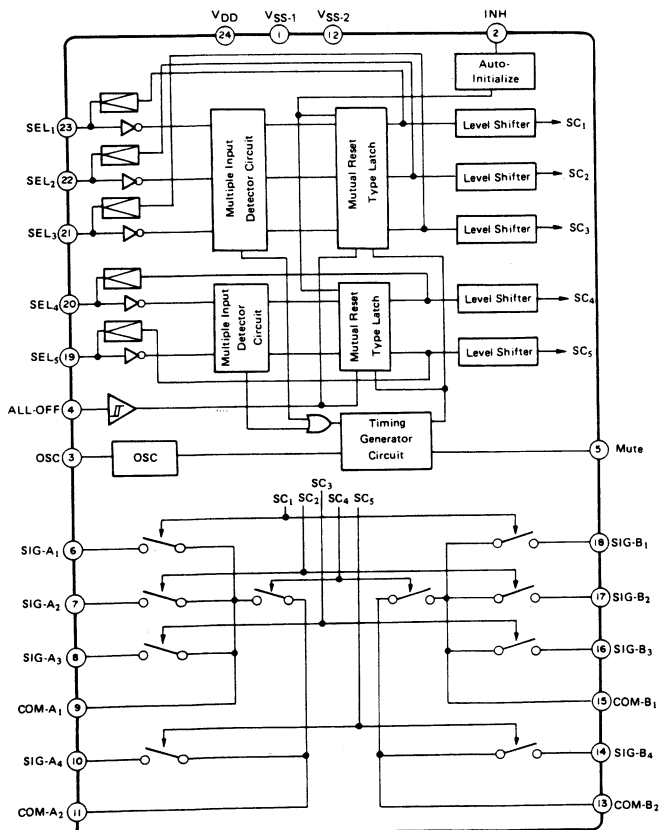 VDD VSS-1 VSS-2 INH
24 1 12 2
Auto-
Initialize
SEL1 23
SEL2 22
SEL3 21
Multiple Input
Detector Circuit
Mutual Reset
Type Latch
Level Shifter SC1
Level Shifter SC2
Level Shifter SC3
SEL4 20
SEL5 19
Multiple Input
Detector
Circuit
Mutual Reset
Type Latch
Level Shifter SC4
Level Shifter SC5
ALL-OFF 4
OSC 3 OSC
Timing
Generator
Circuit
5 Mute
SC3
SC1 SC2 SC4 SC5
SIG-A1 6 18 SIG-B1
SIG-A2 7 17 SIG-B2
SIG-A3 8 16 SIG-B3
COM-A1 9 15 COM-B1
SIG-A4 10 14 SIG-B4
COM-A2 11 13 COM-B2